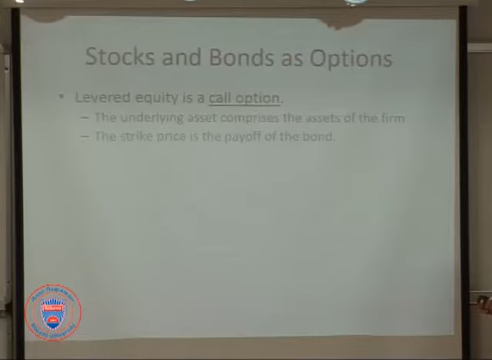 Stocks and Bonds as Options
• Levered equity is a call option.
– The underlying asset comprises the assets of the firm
– The strike price is the payoff of the bond.